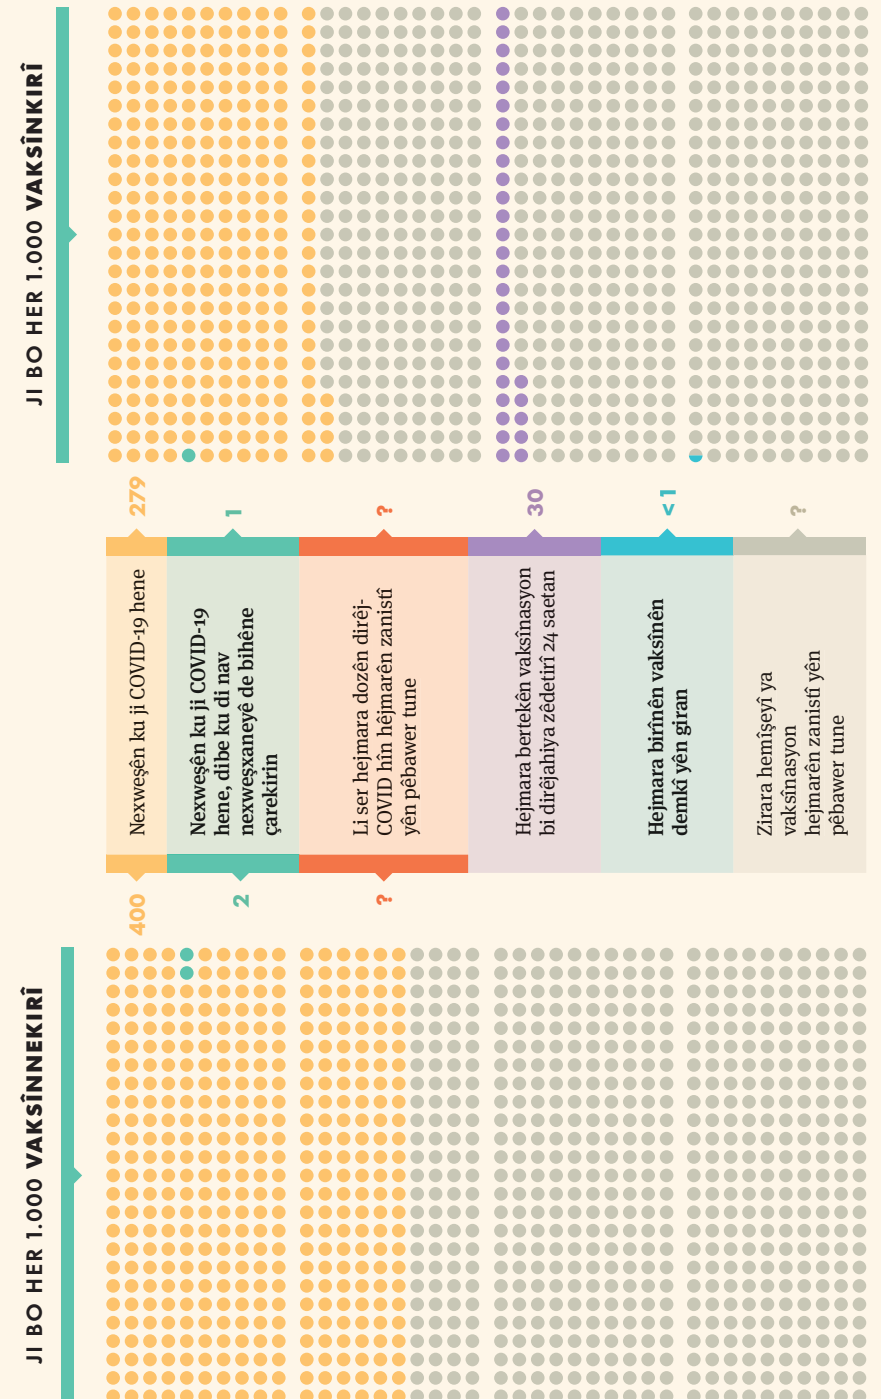 JI BO HER 1.000 VAKSÎNNEKIRÎ
JI BO HER 1.000 VAKSÎNKIRÎ
400
Nexweşên ku ji COVID-19 hene
279
2
Nexweşên ku ji COVID-19
hene, dibe ku di nav
nexweşxaneyê de bihêne
çarekirin
1
?
Li ser hejmara dozên dirêj-
COVID hîn hêjmarên zanistî
yên pêbawer tune
?
Hejmara bertekên vaksînasyon
bi dirêjahiya zêdetirî 24 saetan
30
Hejmara birînên vaksînên
demkî yên giran
<1
Zirara hemîşeyî ya
vaksînasyon
hejmarên zanistî yên
pêbawer tune
?